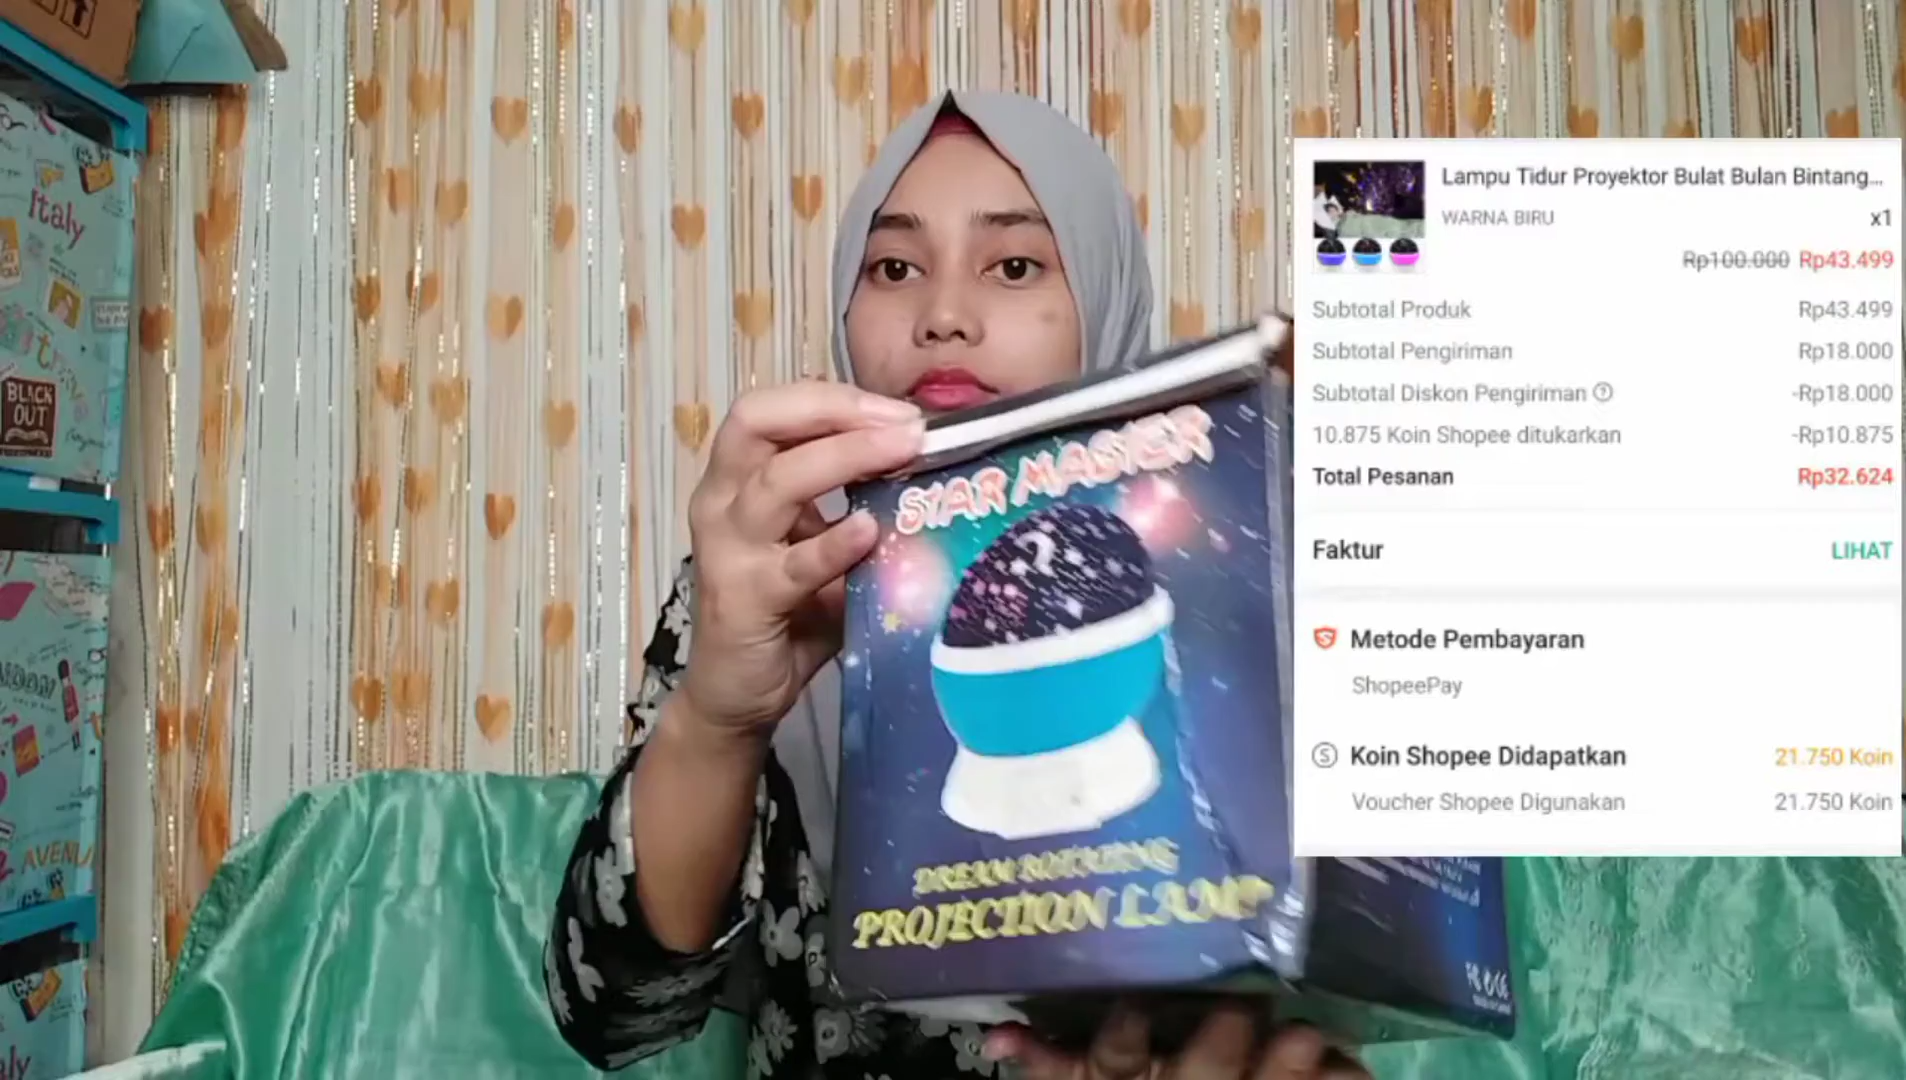 Italy
BLACK
OUT
AVENU
STAR MASTER
DREAM ROTATING
PROJECTION LAMP
Lampu Tidur Proyektor Bulat Bulan Bintang...
WARNA BIRU
x1
Rp100.000 Rp43.499
Subtotal Produk Rp43.499
Subtotal Pengiriman Rp18.000
Subtotal Diskon Pengiriman -Rp18.000
10.875 Koin Shopee ditukarkan -Rp10.875
Total Pesanan Rp32.624
Faktur LIHAT
Metode Pembayaran
ShopeePay
Koin Shopee Didapatkan 21.750 Koin
Voucher Shopee Digunakan 21.750 Koin